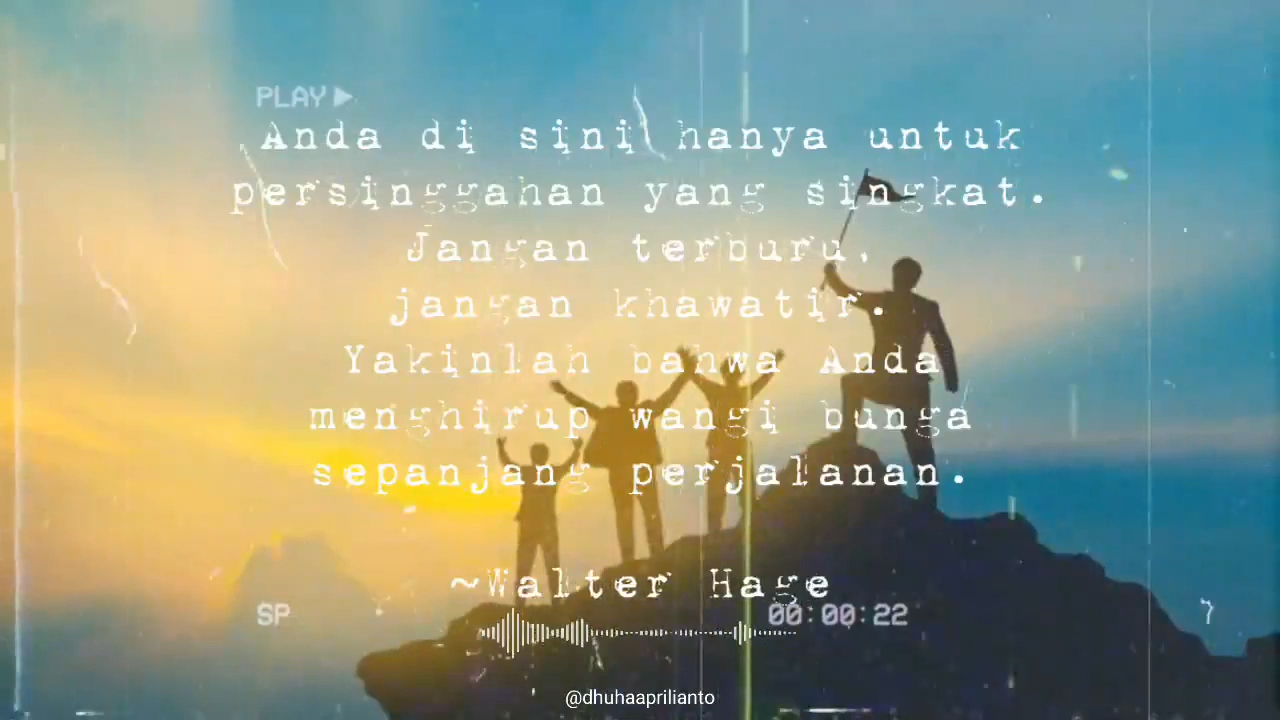 PLAY
Anda di sini hanya untuk
persinggahan yang singkat.
Jangan terburu,
jangan khawatir.
Yakinlah bahwa Anda
menghirup wangi bunga
sepanjang perjalanan.
~Walter Hage
SP
00:00:22
@dhuhaaprilianto